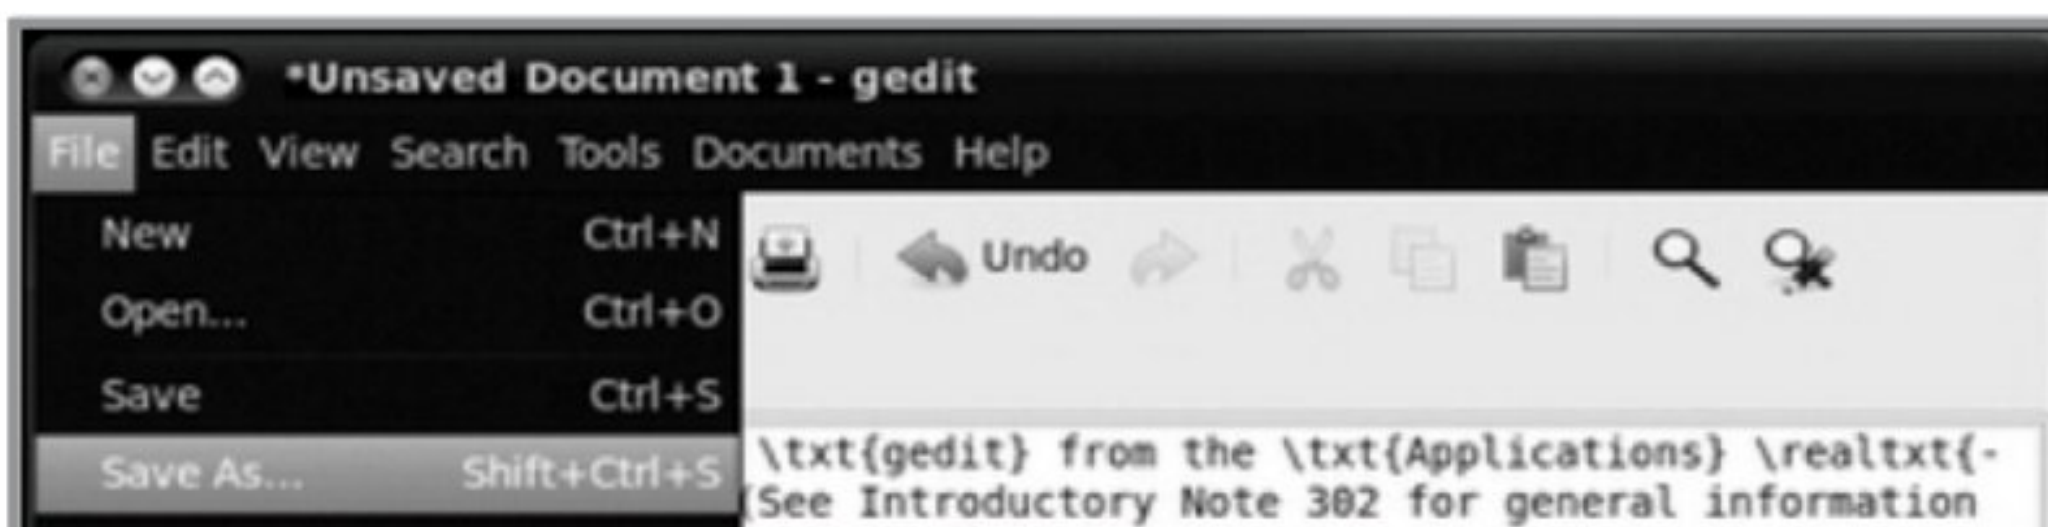 *Unsaved Document 1 - gedit
File Edit View Search Tools Documents Help
New Ctrl+N
Open... Ctrl+O
Undo
Save Ctrl+S
Save As... Shift+Ctrl+S
\txt{gedit} from the \txt{Applications} \realtxt{-
(See Introductory Note 302 for general information